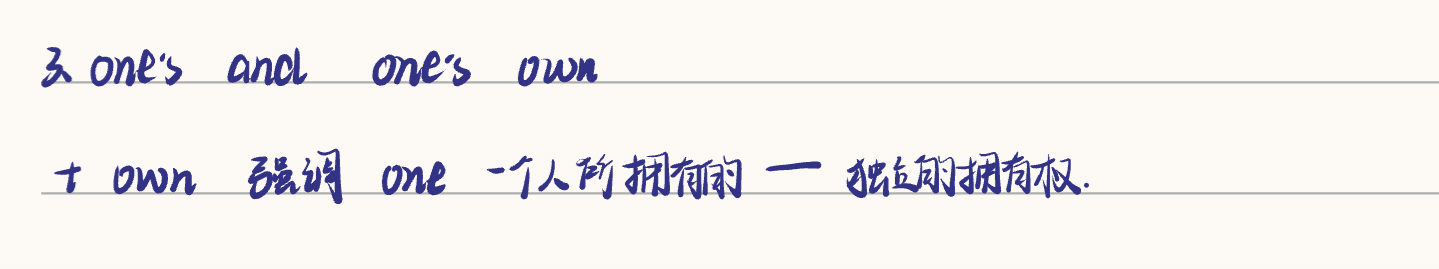 3、one's and one's own
+ own 强调 one 一个人所拥有的 — 独立的拥有权.